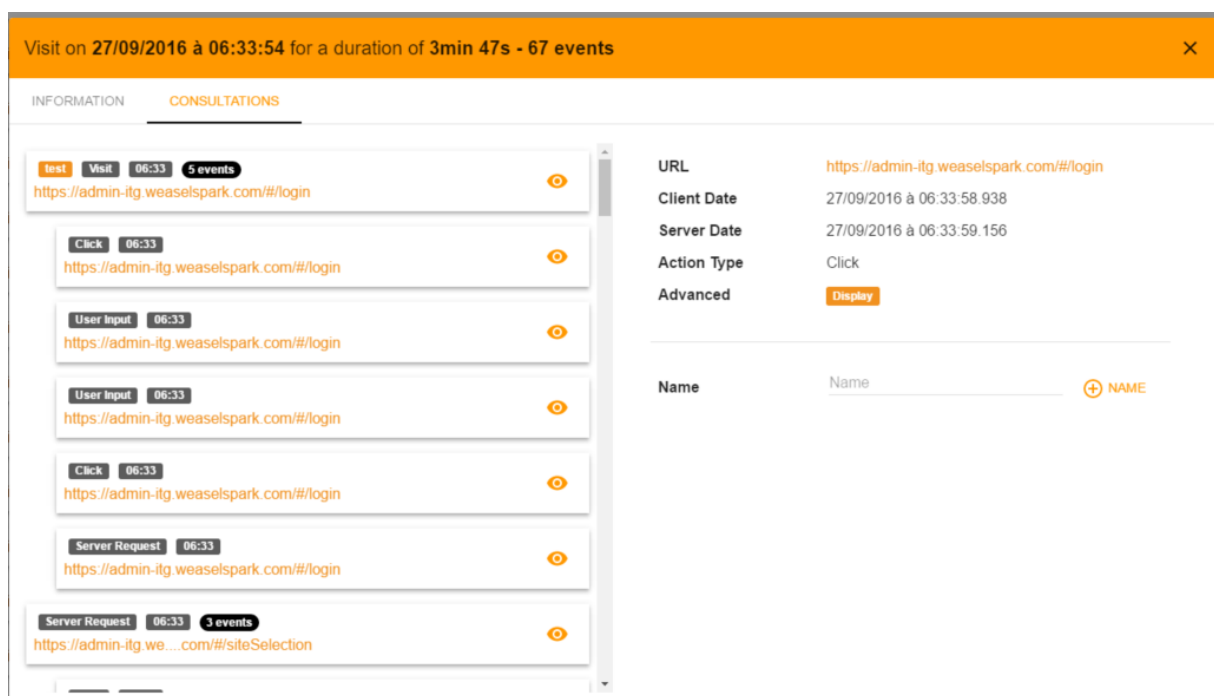 Visit on 27/09/2016 à 06:33:54 for a duration of 3min 47s - 67 events
INFORMATION CONSULTATIONS
test Visit 06:33 5 events
https://admin-itg.weaselspark.com/#/login
Click 06:33
https://admin-itg.weaselspark.com/#/login
User Input 06:33
https://admin-itg.weaselspark.com/#/login
User Input 06:33
https://admin-itg.weaselspark.com/#/login
Click 06:33
https://admin-itg.weaselspark.com/#/login
Server Request 06:33
https://admin-itg.weaselspark.com/#/login
Server Request 06:33 3 events
https://admin-itg.we....com/#/siteSelection
URL https://admin-itg.weaselspark.com/#/login
Client Date 27/09/2016 à 06:33:58.938
Server Date 27/09/2016 à 06:33:59.156
Action Type Click
Advanced Display
Name Name NAME